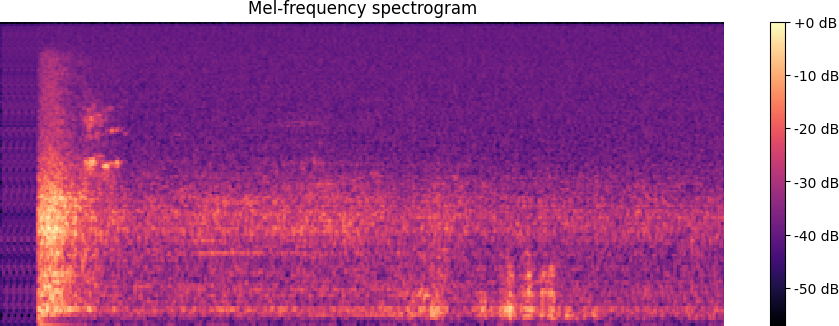 Mel-frequency spectrogram
+0 dB
-10 dB
-20 dB
-30 dB
-40 dB
-50 dB